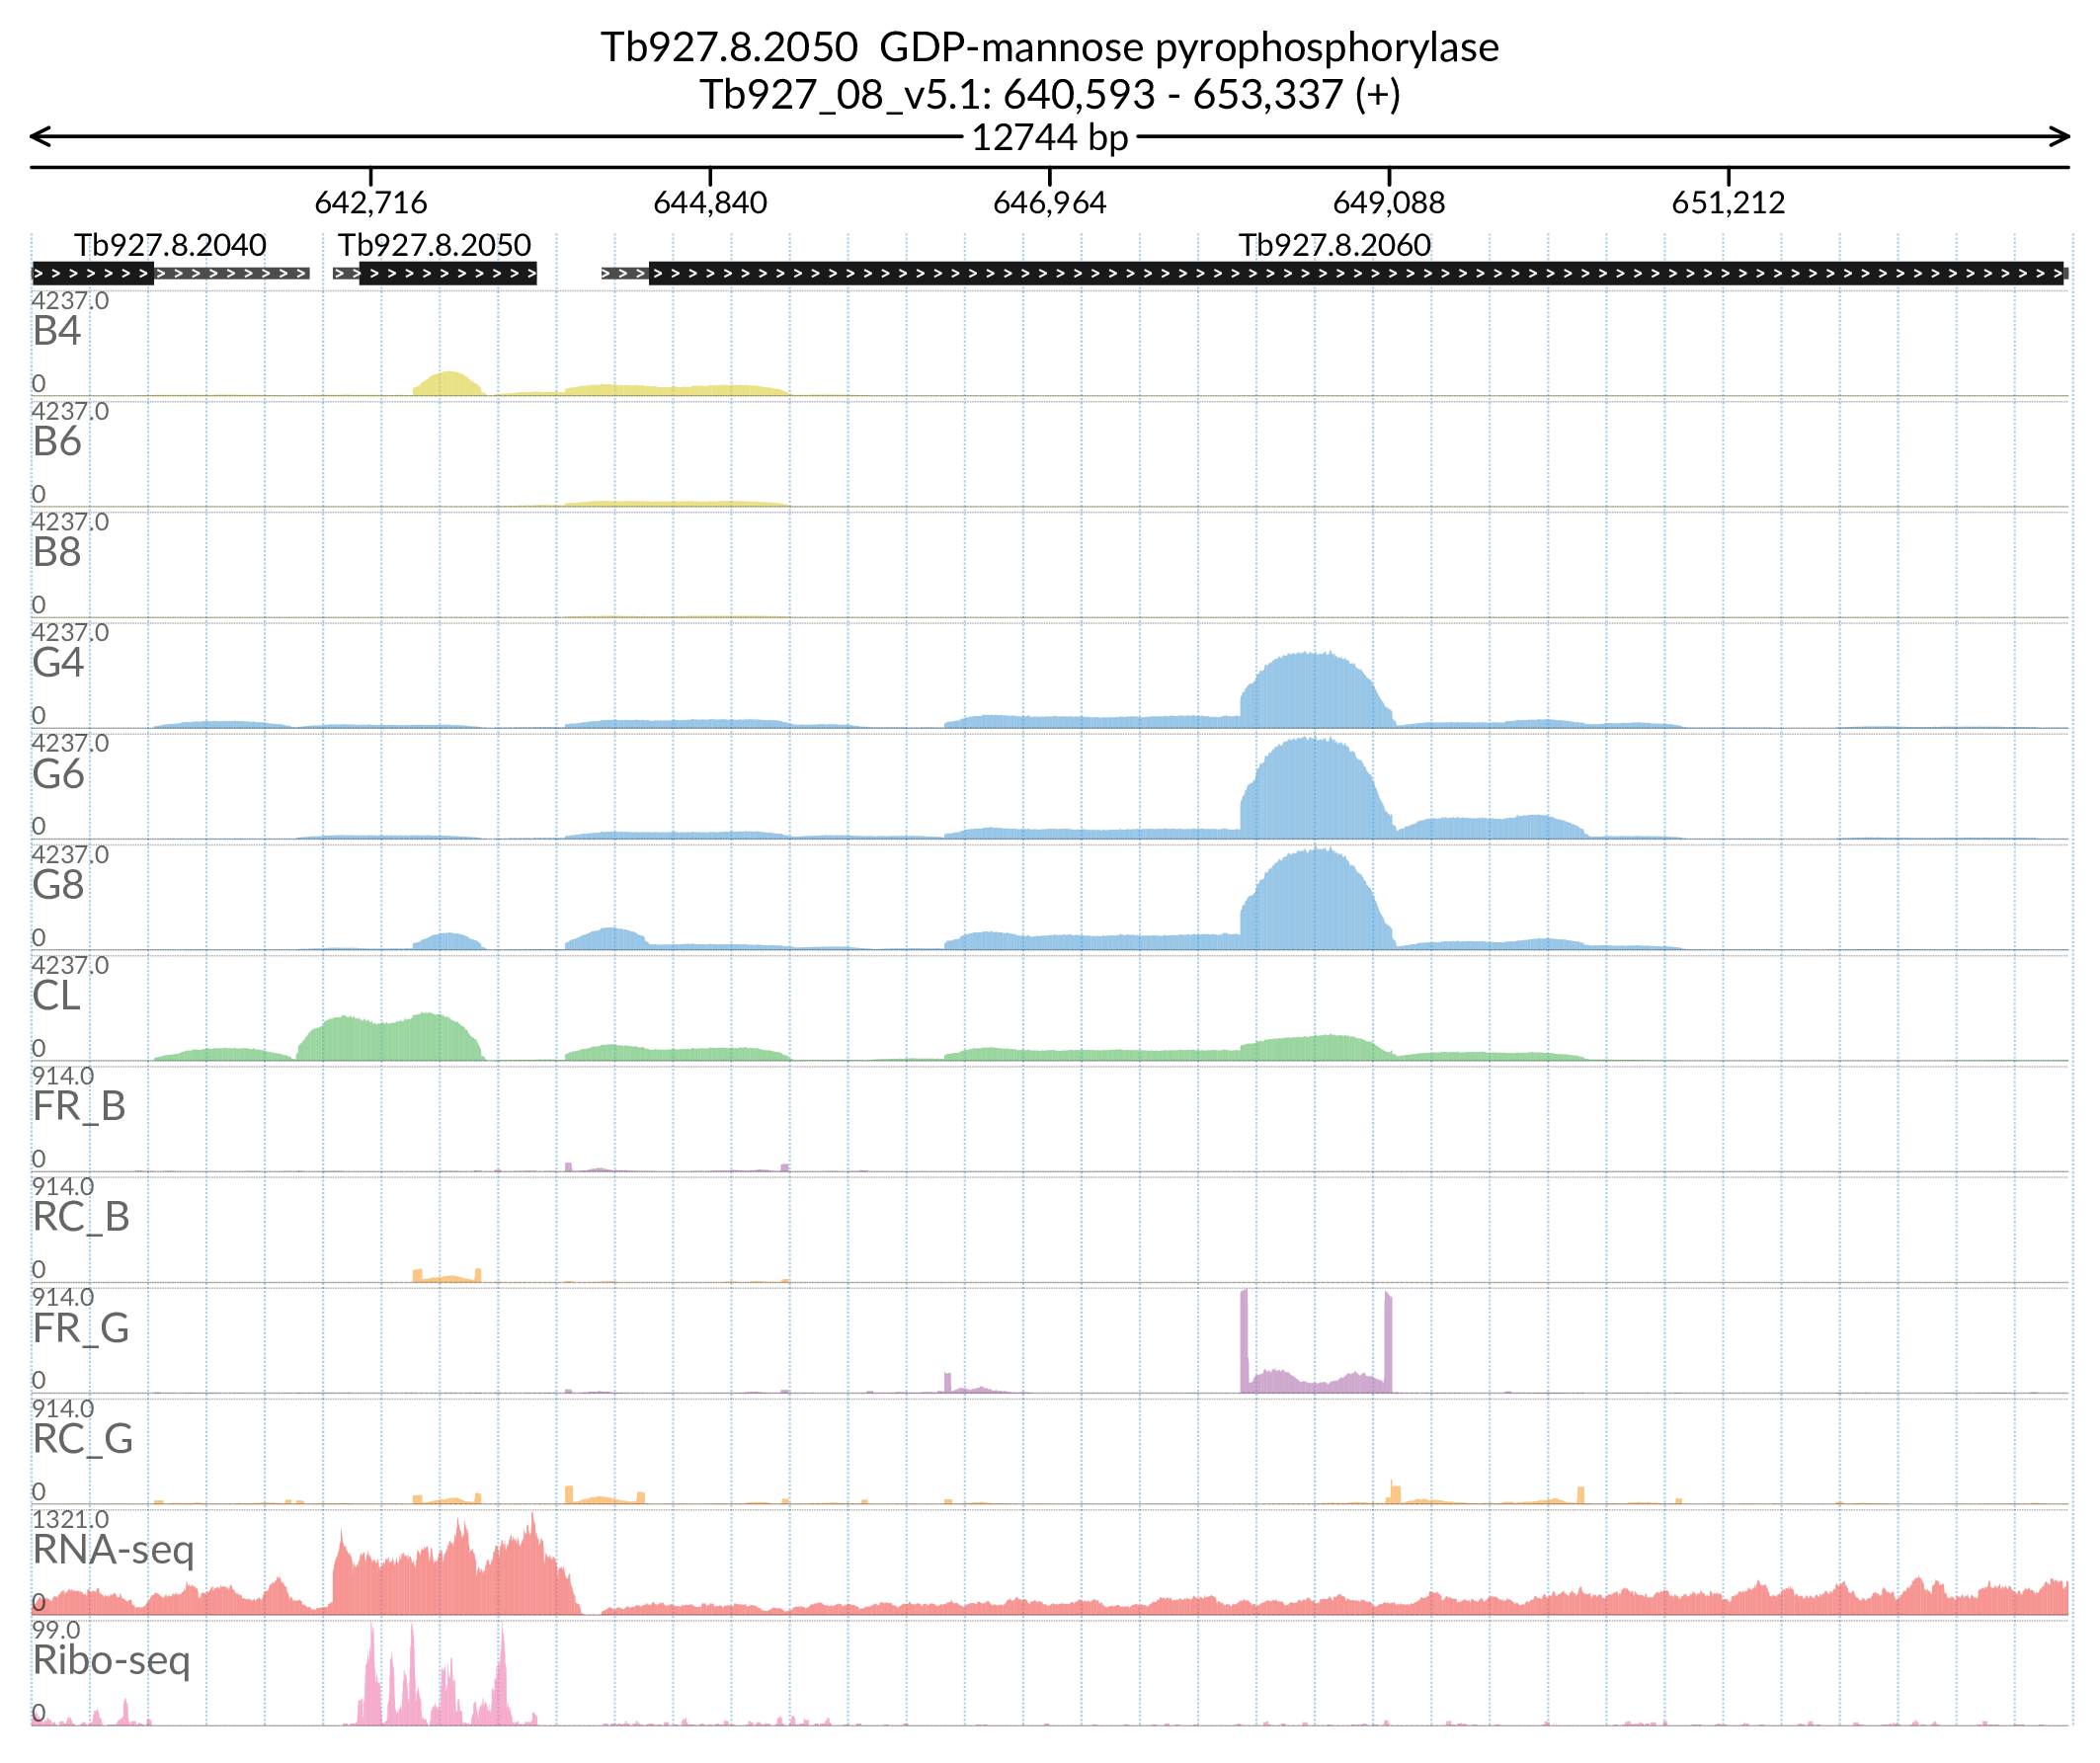 Tb927.8.2050 GDP-mannose pyrophosphorylase
Tb927_08_v5.1: 640,593 - 653,337 (+)
12744 bp
642,716 644,840 646,964 649,088 651,212
Tb927.8.2040 Tb927.8.2050 Tb927.8.2060
4237.0
B4
0
4237.0
B6
0
4237.0
B8
0
4237.0
G4
0
4237.0
G6
0
4237.0
G8
0
4237.0
CL
0
914.0
FR_B
0
914.0
RC_B
0
914.0
FR_G
0
914.0
RC_G
0
1321.0
RNA-seq
0
99.0
Ribo-seq
0